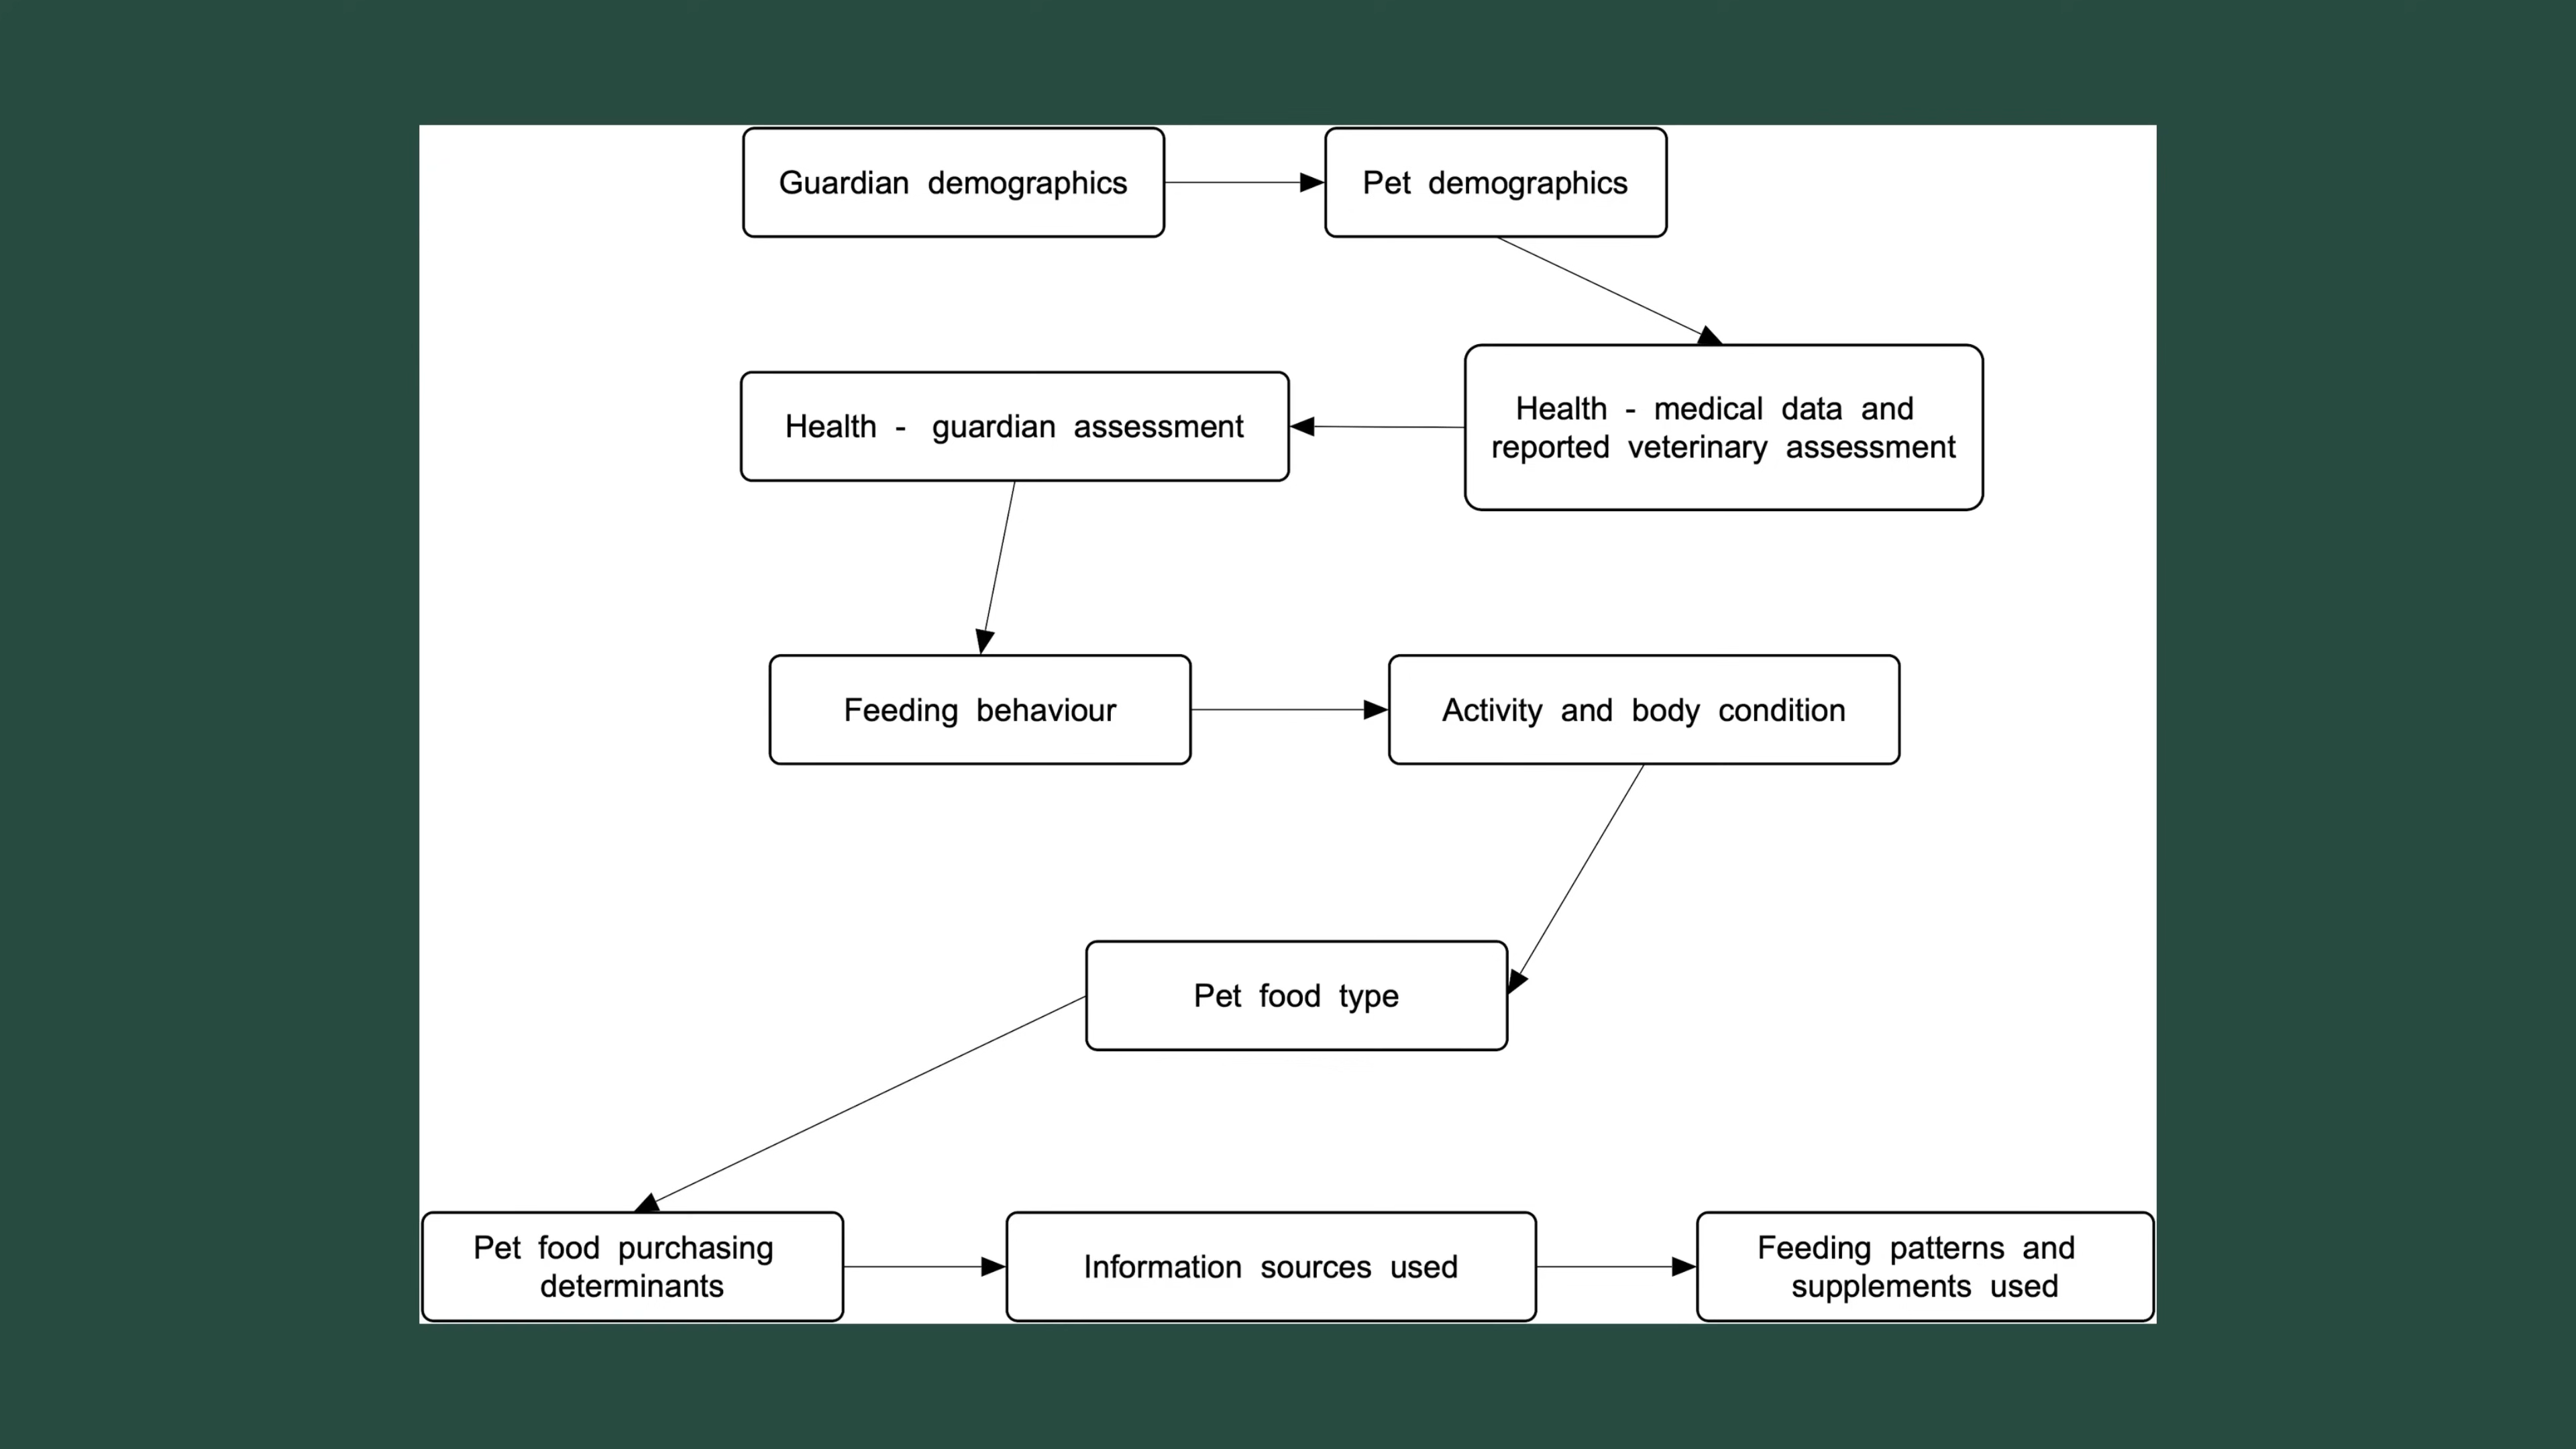 Guardian demographics
Pet demographics
Health - medical data and
reported veterinary assessment
Health - guardian assessment
Feeding behaviour
Activity and body condition
Pet food type
Pet food purchasing
determinants
Information sources used
Feeding patterns and
supplements used